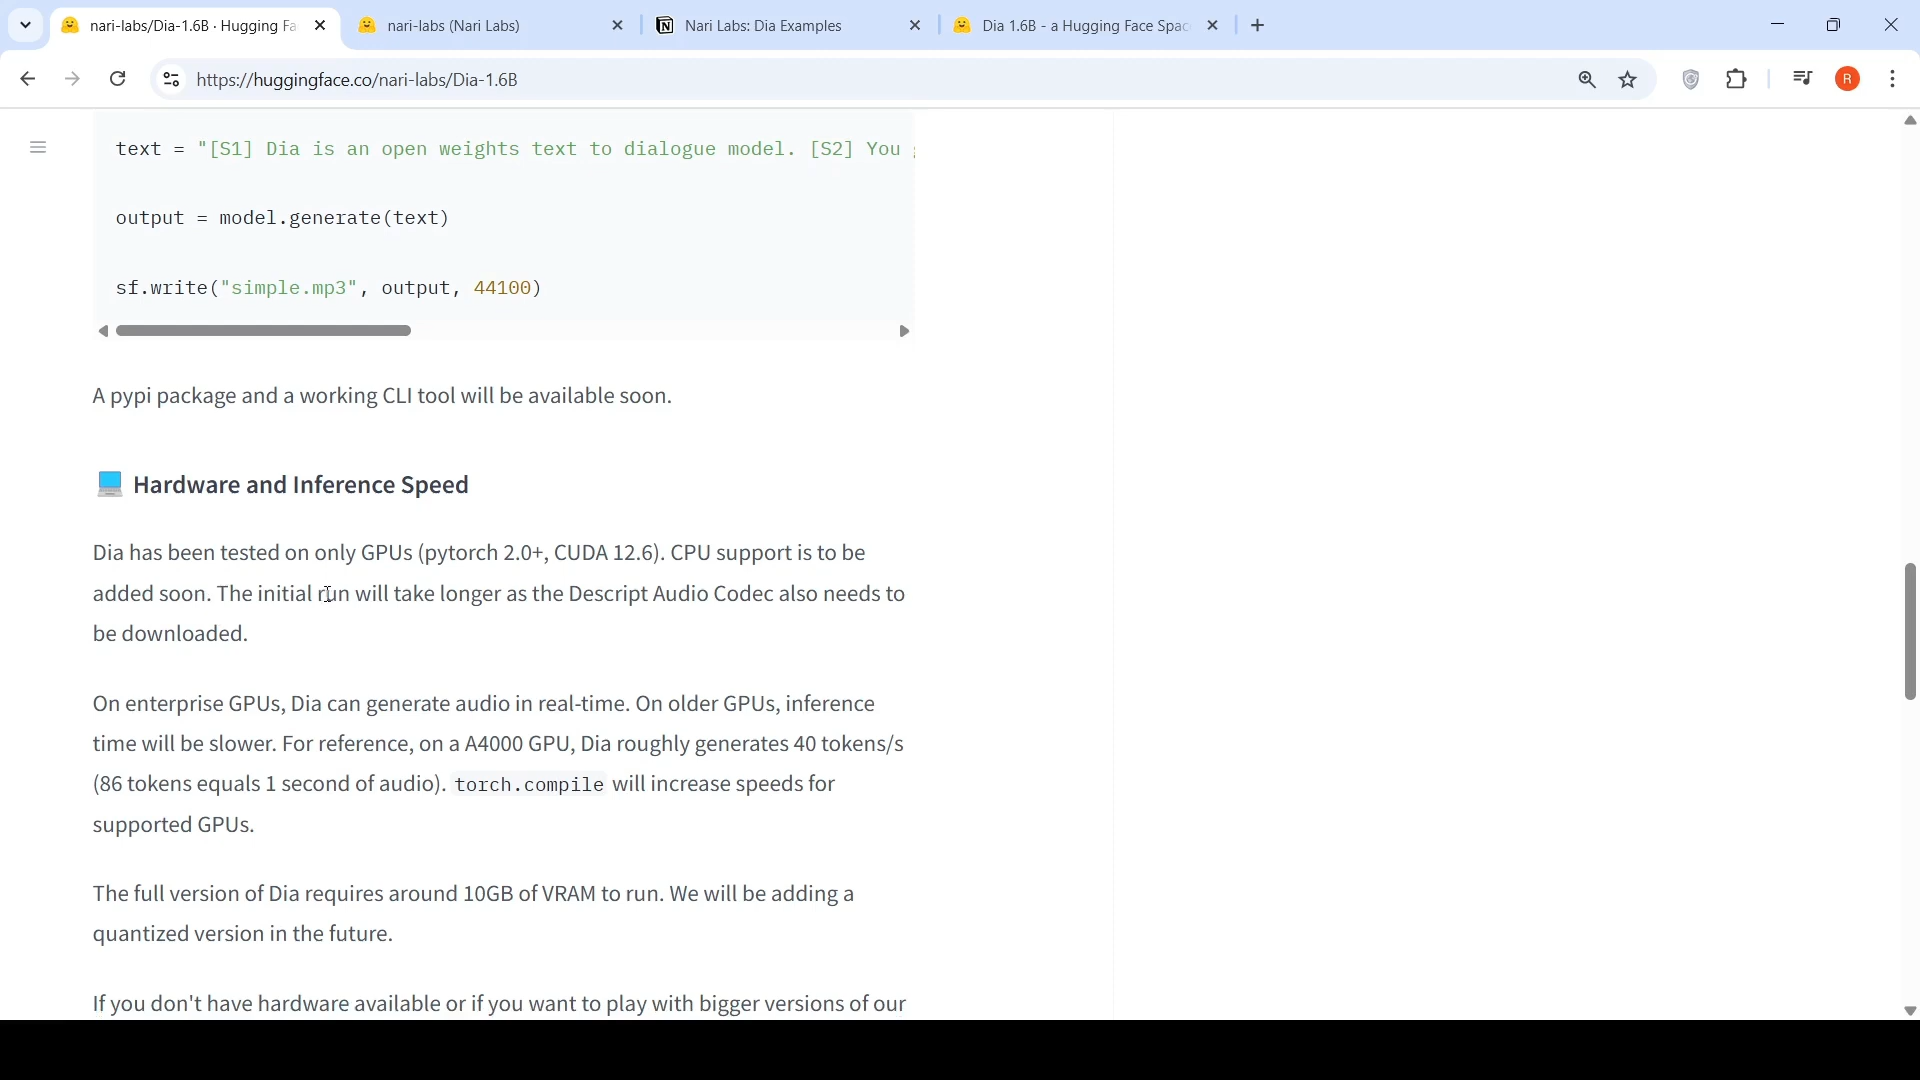 nari-labs/Dia-1.6B · Hugging Fa
nari-labs (Nari Labs)
Nari Labs: Dia Examples
Dia 1.6B - a Hugging Face Spac
https://huggingface.co/nari-labs/Dia-1.6B
R
text = "[S1] Dia is an open weights text to dialogue model. [S2] You
output = model.generate(text)
sf.write("simple.mp3", output, 44100)
A pypi package and a working CLI tool will be available soon.
Hardware and Inference Speed
Dia has been tested on only GPUs (pytorch 2.0+, CUDA 12.6). CPU support is to be
added soon. The initial run will take longer as the Descript Audio Codec also needs to
be downloaded.
On enterprise GPUs, Dia can generate audio in real-time. On older GPUs, inference
time will be slower. For reference, on a A4000 GPU, Dia roughly generates 40 tokens/s
(86 tokens equals 1 second of audio). torch.compile will increase speeds for
supported GPUs.
The full version of Dia requires around 10GB of VRAM to run. We will be adding a
quantized version in the future.
If you don't have hardware available or if you want to play with bigger versions of our